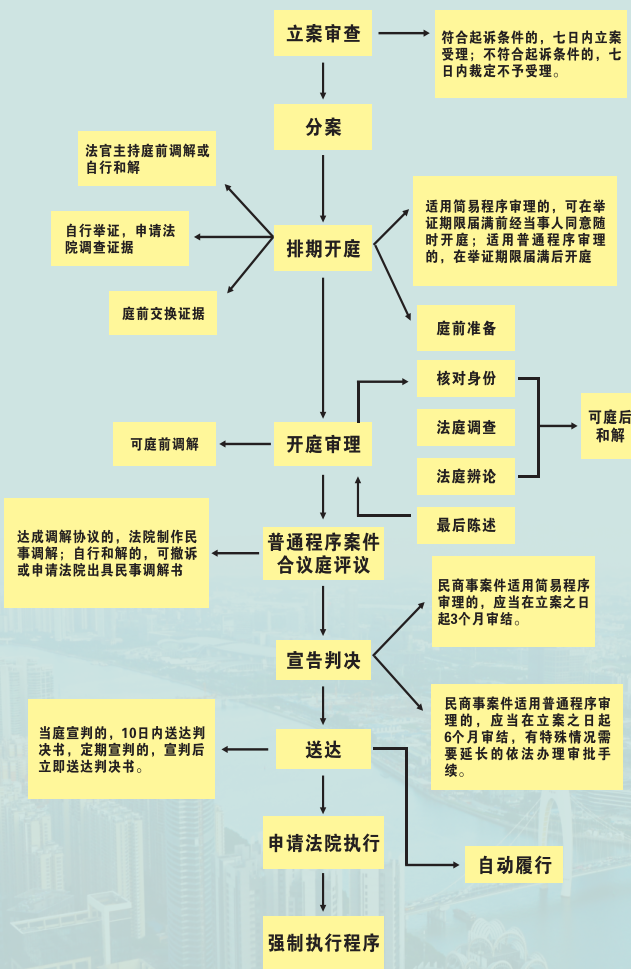 立案审查
符合起诉条件的，七日内立案
受理；不符合起诉条件的，七
日内裁定不予受理。
分案
法官主持庭前调解或
自行和解
自行举证，申请法
院调查证据
庭前交换证据
排期开庭
适用简易程序审理的，可在举
证期限届满前经当事人同意随
时开庭；适用普通程序审理
的，在举证期限届满后开庭
庭前准备
核对身份
法庭调查
法庭辨论
最后陈述
可庭后
和解
可庭前调解
开庭审理
达成调解协议的，法院制作民
事调解；自行和解的，可撤诉
或申请法院出具民事调解书
普通程序案件
合议庭评议
民商事案件适用简易程序
审理的，应当在立案之日
起3个月审结。
宣告判决
民商事案件适用普通程序审
理的，应当在立案之日起
6个月审结，有特殊情况需
要延长的依法办理审批手
续。
当庭宣判的，10日内送达判
决书，定期宣判的，宣判后
立即送达判决书。
送达
申请法院执行
自动履行
强制执行程序